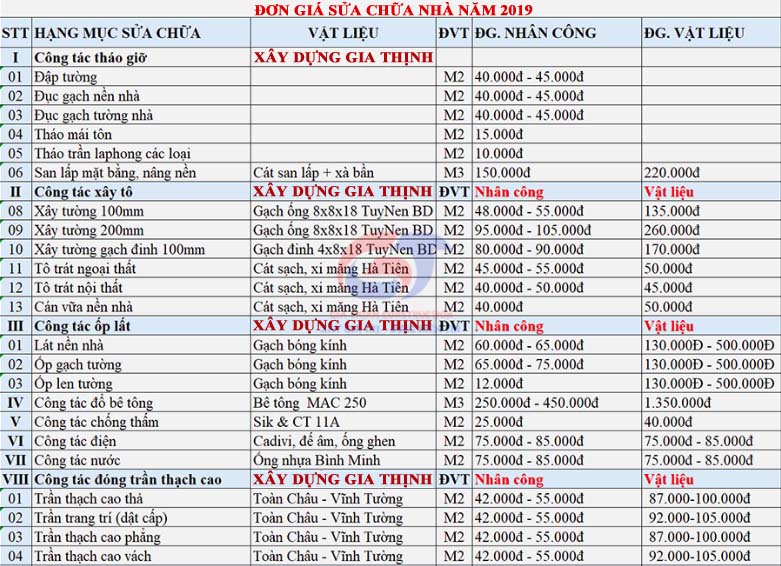 ĐƠN GIÁ SỬA CHỮA NHÀ NĂM 2019
STT HẠNG MỤC SỬA CHỮA VẬT LIỆU ĐVT ĐG. NHÂN CÔNG ĐG. VẬT LIỆU
I Công tác tháo giỡ XÂY DỰNG GIA THỊNH
01 Đập tường M2 40.000đ - 45.000đ
02 Đục gạch nền nhà M2 40.000đ - 45.000đ
03 Đục gạch tường nhà M2 40.000đ - 45.000đ
04 Tháo mái tôn M2 15.000đ
05 Tháo trần laphong các loại M2 10.000đ
06 San lấp mặt bằng, nâng nền Cát san lấp + xà bần M3 150.000đ 220.000đ
II Công tác xây tô XÂY DỰNG GIA THỊNH ĐVT Nhân công Vật liệu
08 Xây tường 100mm Gạch ống 8x8x18 TuyNen BD M2 48.000đ - 55.000đ 135.000đ
09 Xây tường 200mm Gạch ống 8x8x18 TuyNen BD M2 95.000đ - 105.000đ 260.000đ
10 Xây tường gạch đinh 100mm Gạch đinh 4x8x18 TuyNen BD M2 80.000đ - 90.000đ 170.000đ
11 Tô trát ngoại thất Cát sạch, xi măng Hà Tiên M2 45.000đ - 55.000đ 50.000đ
12 Tô trát nội thất Cát sạch, xi măng Hà Tiên M2 40.000đ - 50.000đ 45.000đ
13 Cán vữa nền nhà Cát sạch, xi măng Hà Tiên M2 40.000đ 50.000đ
III Công tác ốp lát XÂY DỰNG GIA THỊNH ĐVT Nhân công Vật liệu
01 Lát nền nhà Gạch bóng kính M2 60.000đ - 65.000đ 130.000Đ - 500.000Đ
02 Ốp gạch tường Gạch bóng kính M2 65.000đ - 75.000đ 130.000Đ - 500.000Đ
03 Ốp len tường Gạch bóng kính M2 12.000đ 130.000Đ - 500.000Đ
IV Công tác đổ bê tông Bê tông MAC 250 M3 250.000đ - 450.000đ 1.350.000đ
V Công tác chống thấm Sik & CT 11A M2 25.000đ 40.000đ
VI Công tác điện Cadivi, đế âm, ống ghen M2 75.000đ - 85.000đ 75.000đ - 85.000đ
VII Công tác nước Ống nhựa Bình Minh M2 75.000đ - 85.000đ 75.000đ - 85.000đ
VIII Công tác đóng trần thạch cao XÂY DỰNG GIA THỊNH ĐVT Nhân công Vật liệu
01 Trần thạch cao thả Toàn Châu - Vĩnh Tường M2 42.000đ - 55.000đ 87.000-100.000đ
02 Trần trang trí (dật cấp) Toàn Châu - Vĩnh Tường M2 42.000đ - 55.000đ 92.000-105.000đ
03 Trần thạch cao phẳng Toàn Châu - Vĩnh Tường M2 42.000đ - 55.000đ 87.000-100.000đ
04 Trần thạch cao vách Toàn Châu - Vĩnh Tường M2 42.000đ - 55.000đ 92.000-105.000đ